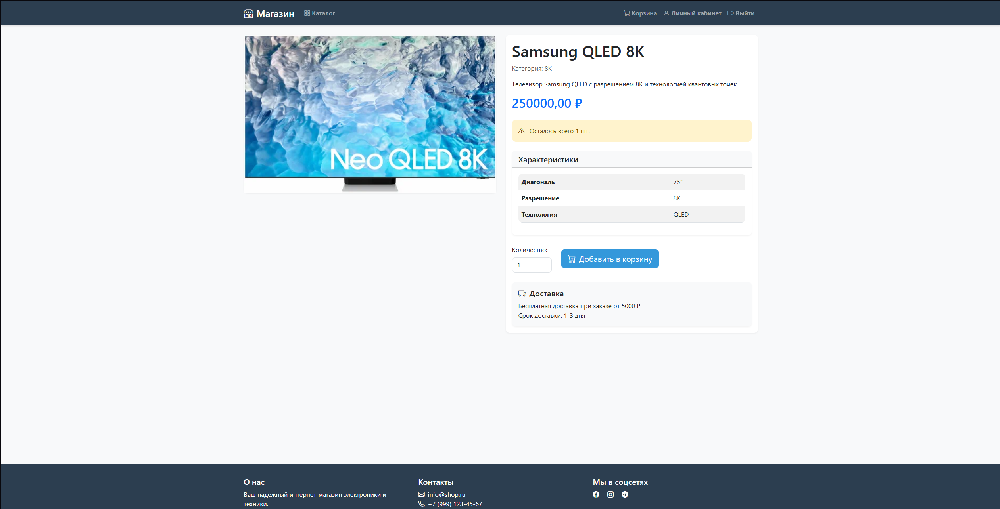 Магазин
Каталог
Корзина
Личный кабинет
Выйти
Neo QLED 8K
Samsung QLED 8K
Категория: 8K
Телевизор Samsung QLED с разрешением 8K и технологией квантовых точек.
250000,00 ₽
Осталось всего 1 шт.
Характеристики
Диагональ 75"
Разрешение 8K
Технология QLED
Количество:
1
Добавить в корзину
Доставка
Бесплатная доставка при заказе от 5000 ₽
Срок доставки: 1-3 дня
О нас
Ваш надежный интернет-магазин электроники и
техники.
Контакты
info@shop.ru
+7 (999) 123-45-67
Мы в соцсетях